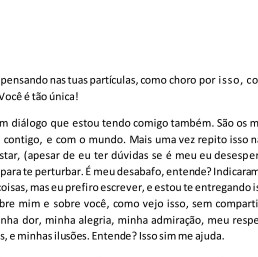 pensando nas tuas partículas, como choro por isso, co
Você é tão única!
m diálogo que estou tendo comigo também. São os m
contigo, e com o mundo. Mais uma vez repito isso n
star, (apesar de eu ter dúvidas se é meu eu desesper
para te perturbar. É meu desabafo, entende? Indicaram
oisas, mas eu prefiro escrever, e estou te entregando is
bre mim e sobre você, como vejo isso, sem comparti
nha dor, minha alegria, minha admiração, meu respe
s, e minhas ilusões. Entende? Isso sim me ajuda.